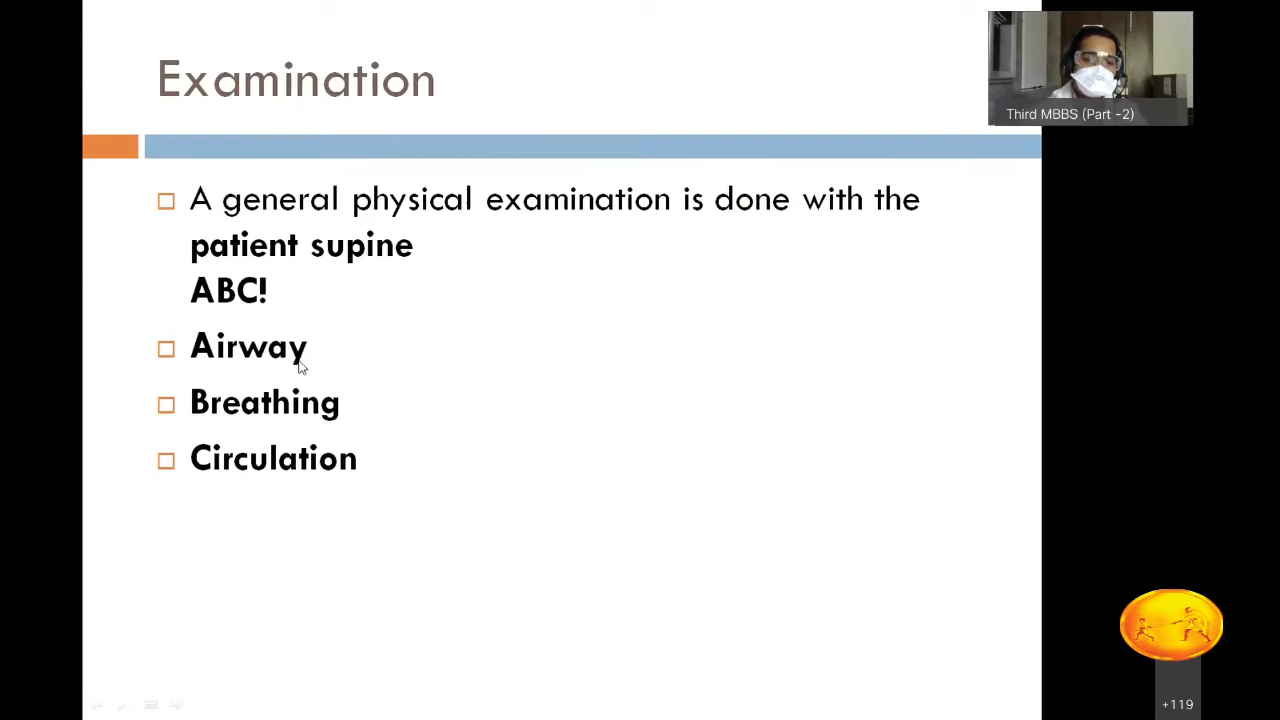 Examination
Third MBBS (Part -2)
A general physical examination is done with the
patient supine
ABC!
Airway
Breathing
Circulation
+119